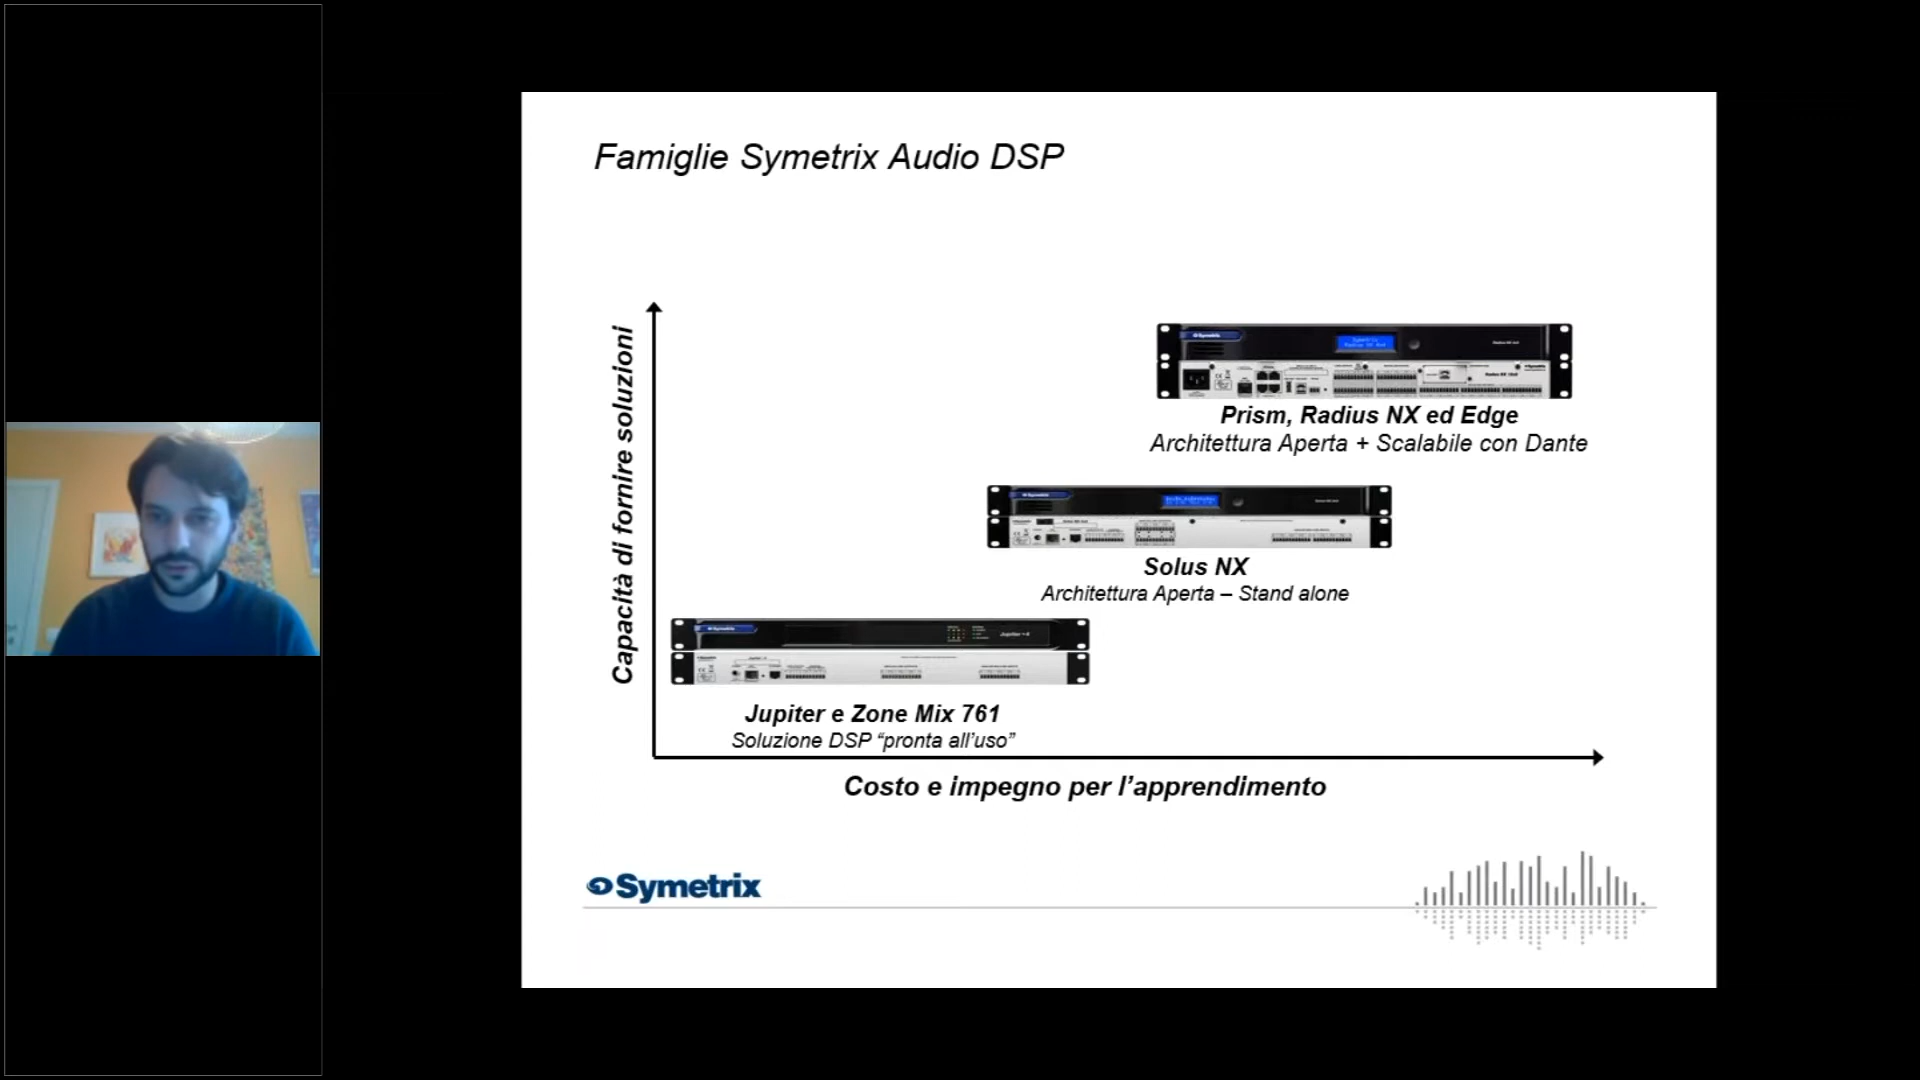 Famiglie Symetrix Audio DSP
Capacità di fornire soluzioni
Prism, Radius NX ed Edge
Architettura Aperta + Scalabile con Dante
Solus NX
Architettura Aperta – Stand alone
Jupiter e Zone Mix 761
Soluzione DSP “pronta all’uso”
Costo e impegno per l’apprendimento
Symetrix